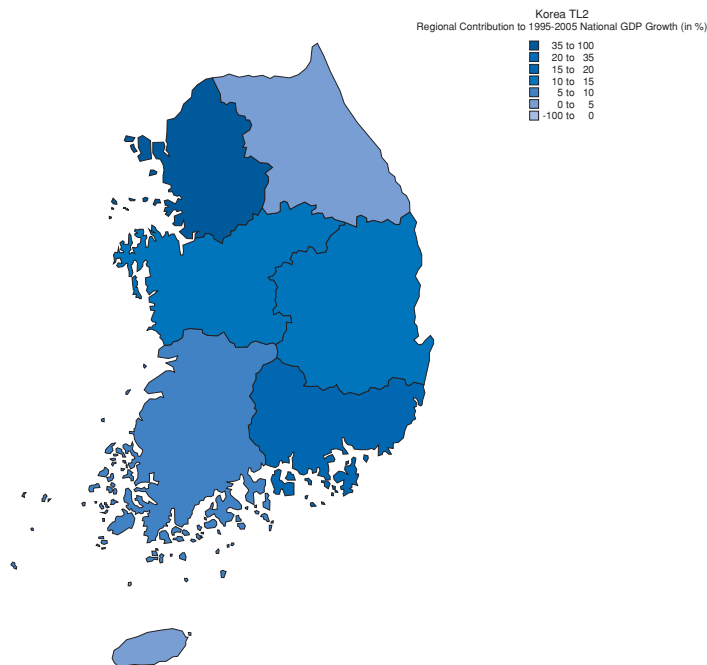 Korea TL2
Regional Contribution to 1995-2005 National GDP Growth (in %)
35 to 100
20 to 35
15 to 20
10 to 15
5 to 10
0 to 5
-100 to 0